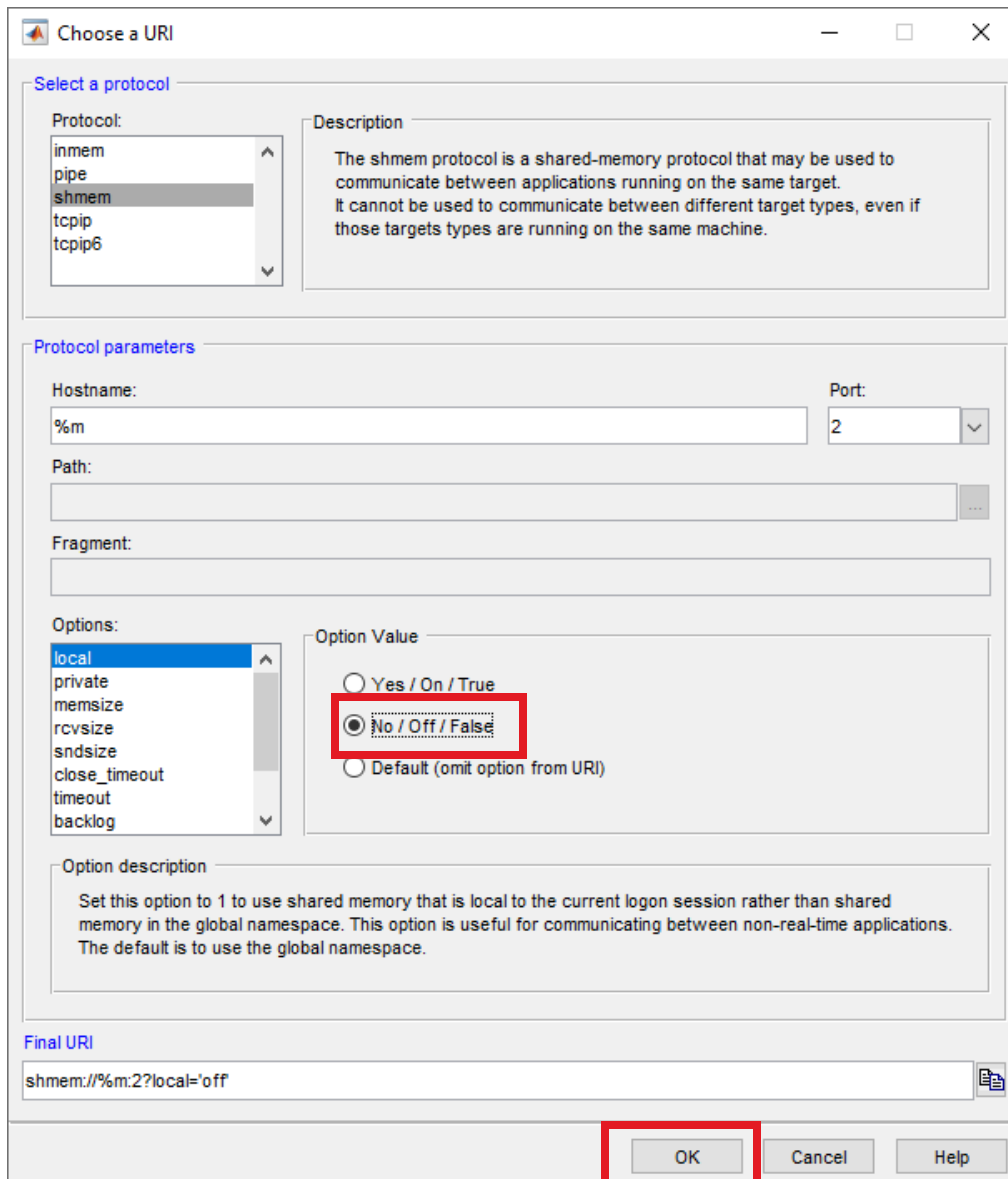 Choose a URI
Select a protocol
Protocol:
inmem
pipe
shmem
tcpip
tcpip6
Description
The shmem protocol is a shared-memory protocol that may be used to
communicate between applications running on the same target.
It cannot be used to communicate between different target types, even if
those targets types are running on the same machine.
Protocol parameters
Hostname:
%m
Port:
2
Path:
...
Fragment:
Options:
local
private
memsize
rcvsize
sndsize
close_timeout
timeout
backlog
Option Value
Yes / On / True
No / Off / False
Default (omit option from URI)
Option description
Set this option to 1 to use shared memory that is local to the current logon session rather than shared
memory in the global namespace. This option is useful for communicating between non-real-time applications.
The default is to use the global namespace.
Final URI
shmem://%m:2?local='off'
OK
Cancel
Help